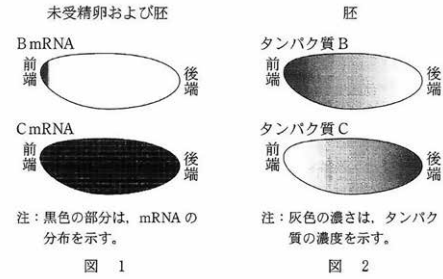 未受精卵および胚
BmRNA
前端
後端
CmRNA
前端
後端
注：黒色の部分は，mRNAの
分布を示す。
図 1
胚
タンパク質B
前端
後端
タンパク質C
前端
後端
注：灰色の濃さは，タンパク
質の濃度を示す。
図 2